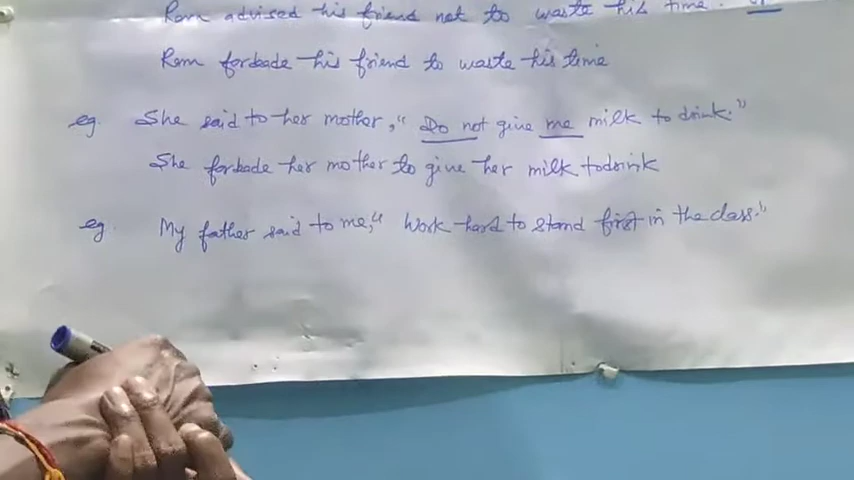 Ram advised his friend not to waste his time. or
Ram forbade his friend to waste his time
eg. She said to her mother, "Do not give me milk to drink."
She forbade her mother to give her milk to drink
eg. My father said to me, "Work hard to stand first in the class."